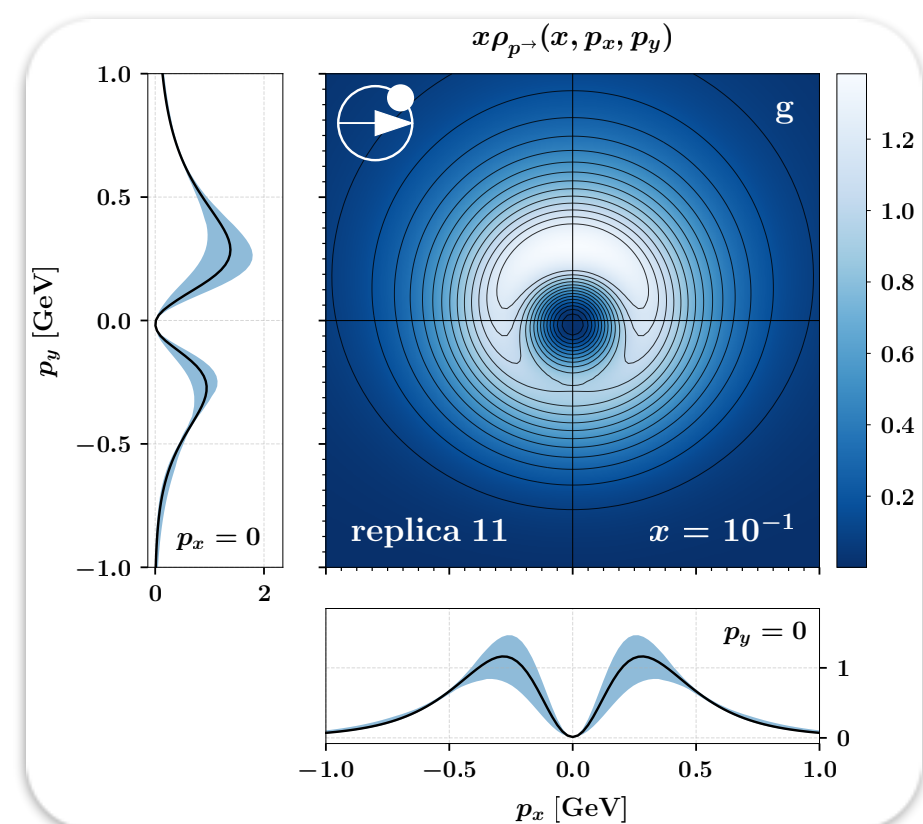 xρ_{p→}(x, p_x, p_y)
g
replica 11
x = 10^{−1}
1.2
1.0
0.8
0.6
0.4
0.2
p_y [GeV]
1.0
0.5
0.0
−0.5
−1.0
p_x = 0
0 2
p_y = 0
1
0
−1.0 −0.5 0.0 0.5 1.0
p_x [GeV]